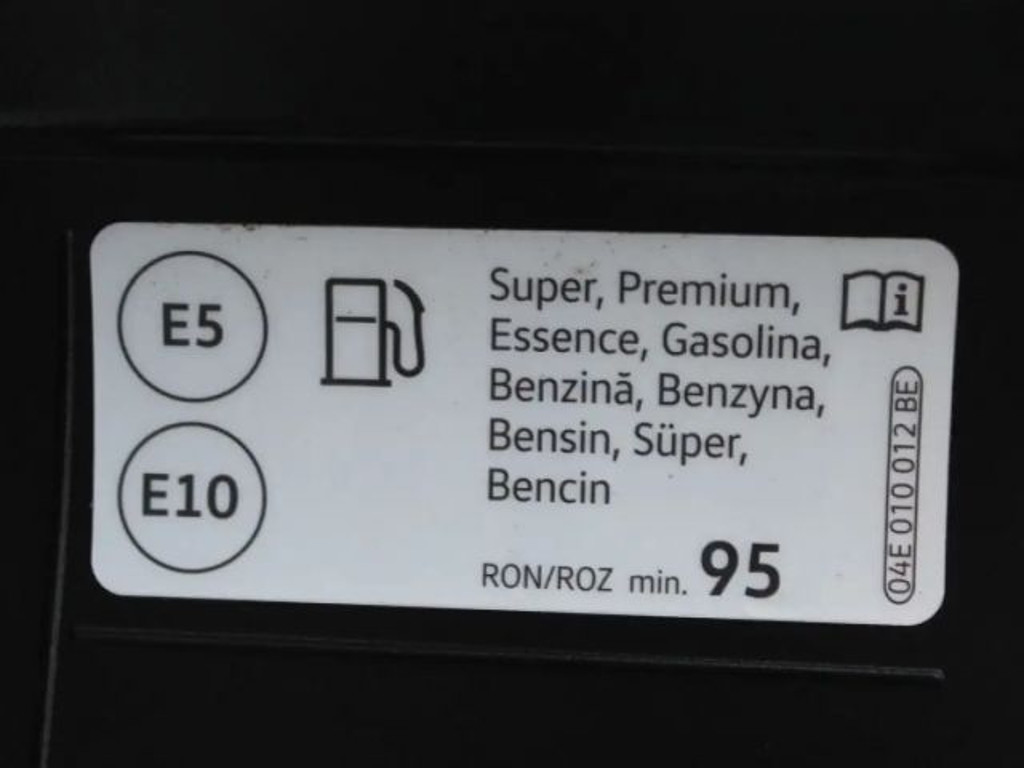 E5
E10
Super, Premium,
Essence, Gasolina,
Benzină, Benzyna,
Bensin, Süper,
Bencin
RON/ROZ min. 95
i
04E 010 012 BE